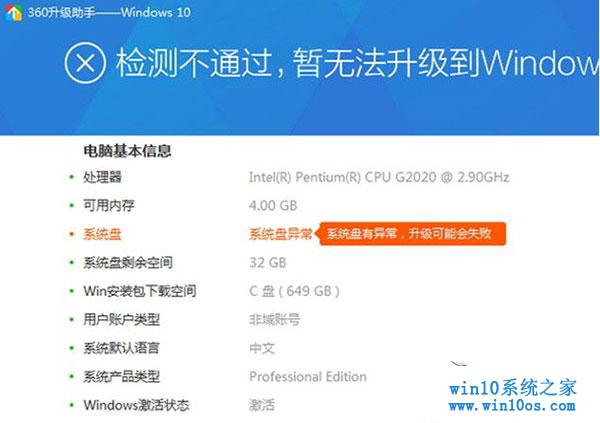 360升级助手——Windows 10
检测不通过，暂无法升级到Window
电脑基本信息
处理器 Intel(R) Pentium(R) CPU G2020 @ 2.90GHz
可用内存 4.00 GB
系统盘 系统盘异常 系统盘有异常，升级可能会失败
系统盘剩余空间 32 GB
Win安装包下载空间 C 盘 ( 649 GB )
用户账户类型 非域账号
系统默认语言 中文
系统产品类型 Professional Edition
Windows激活状态 激活
win10系统之家
www.win10os.com